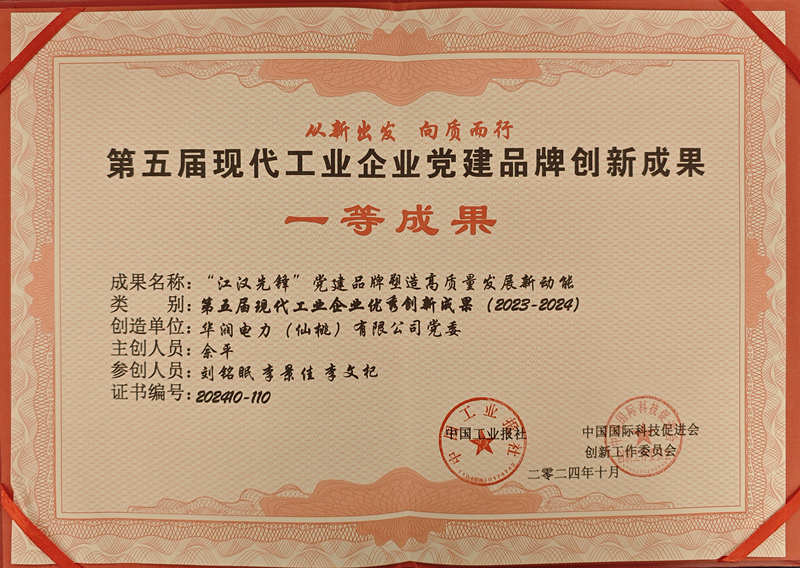 从新出发 向质而行
第五届现代工业企业党建品牌创新成果
一等成果
成果名称：“江汉先锋”党建品牌塑造高质量发展新动能
类 别：第五届现代工业企业优秀创新成果（2023-2024）
创造单位：华润电力（仙桃）有限公司党委
主创人员：余平
参创人员：刘铭眠 李景佳 李文杞
证书编号：202410-110
中国工业报社
中国工业报社
中国国际科技促进会
创新工作委员会
二零二四年十月